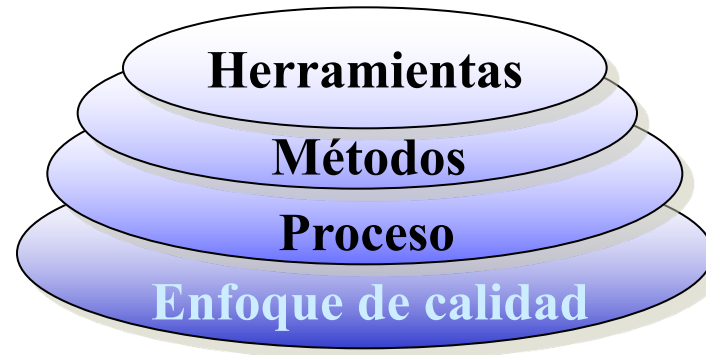 Herramientas
Métodos
Proceso
Enfoque de calidad